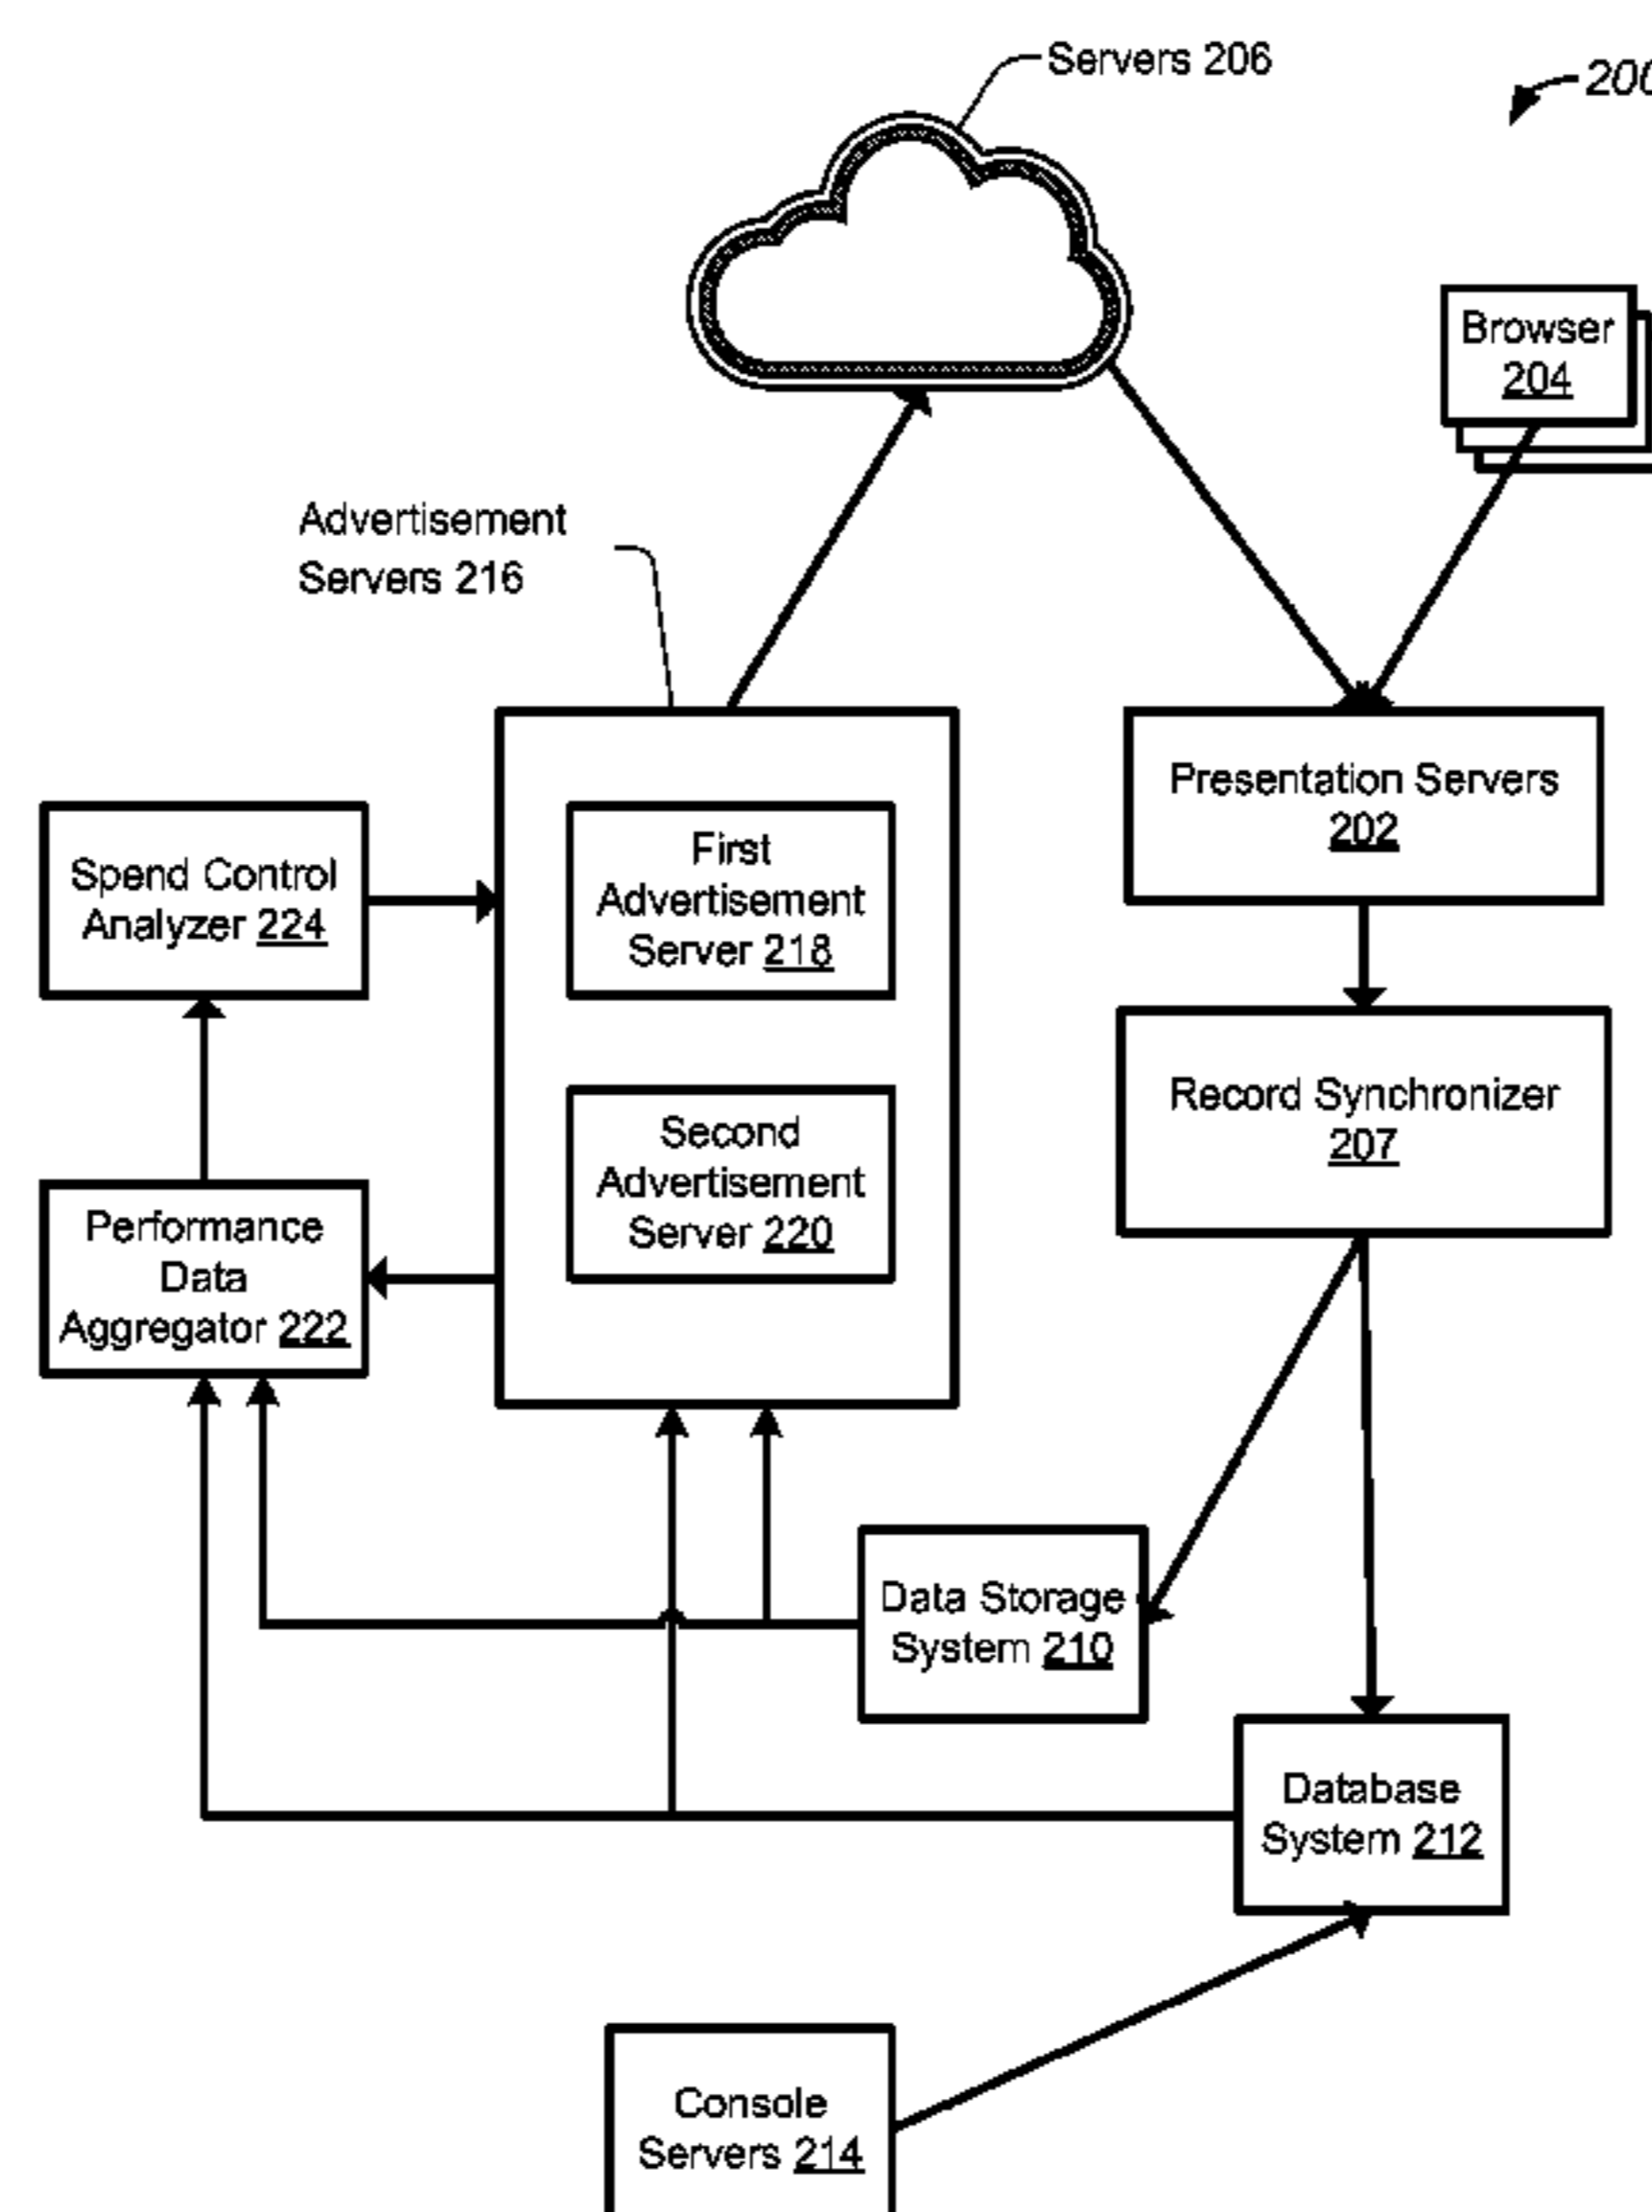 Servers 206
200
Browser
204
Advertisement
Servers 216
Presentation Servers
202
First
Advertisement
Server 218
Spend Control
Analyzer 224
Record Synchronizer
207
Second
Advertisement
Server 220
Performance
Data
Aggregator 222
Data Storage
System 210
Database
System 212
Console
Servers 214